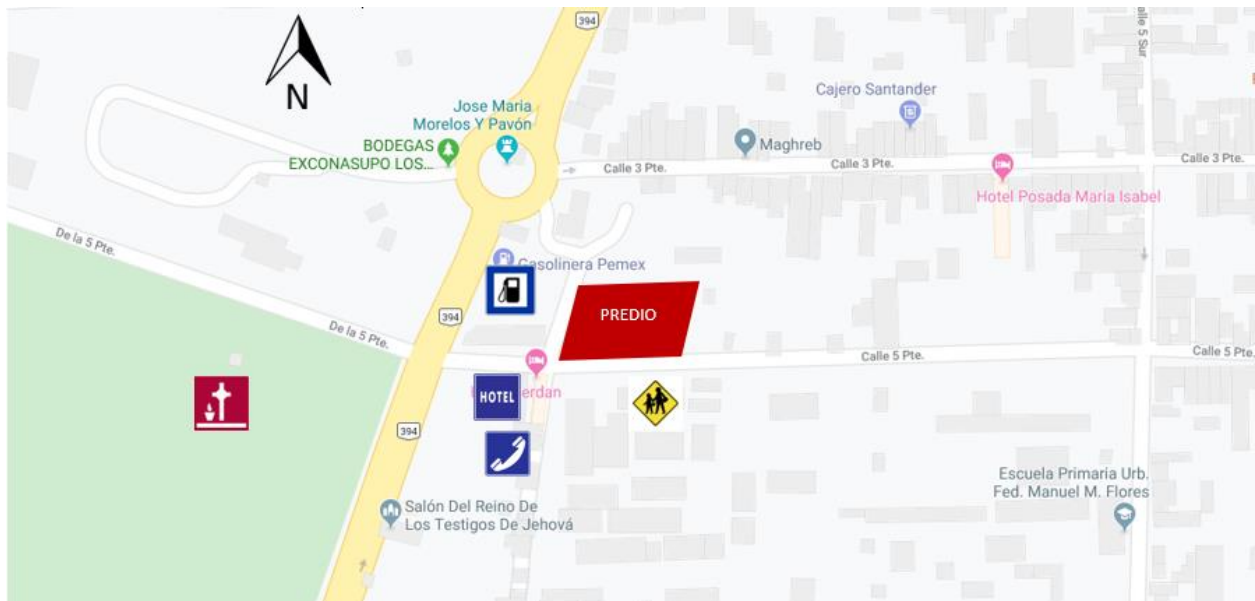 394
Calle 5 Sur
N
Jose Maria
Morelos Y Pavón
Cajero Santander
BODEGAS
EXCONASUPO LOS...
Maghreb
Calle 3 Pte.
Calle 3 Pte.
Calle 3 Pte.
Hotel Posada Maria Isabel
De la 5 Pte.
Gasolinera Pemex
394
PREDIO
De la 5 Pte.
Calle 5 Pte.
Calle 5 Pte.
HOTEL
394
Escuela Primaria Urb.
Fed. Manuel M. Flores
Salón Del Reino De
Los Testigos De Jehová